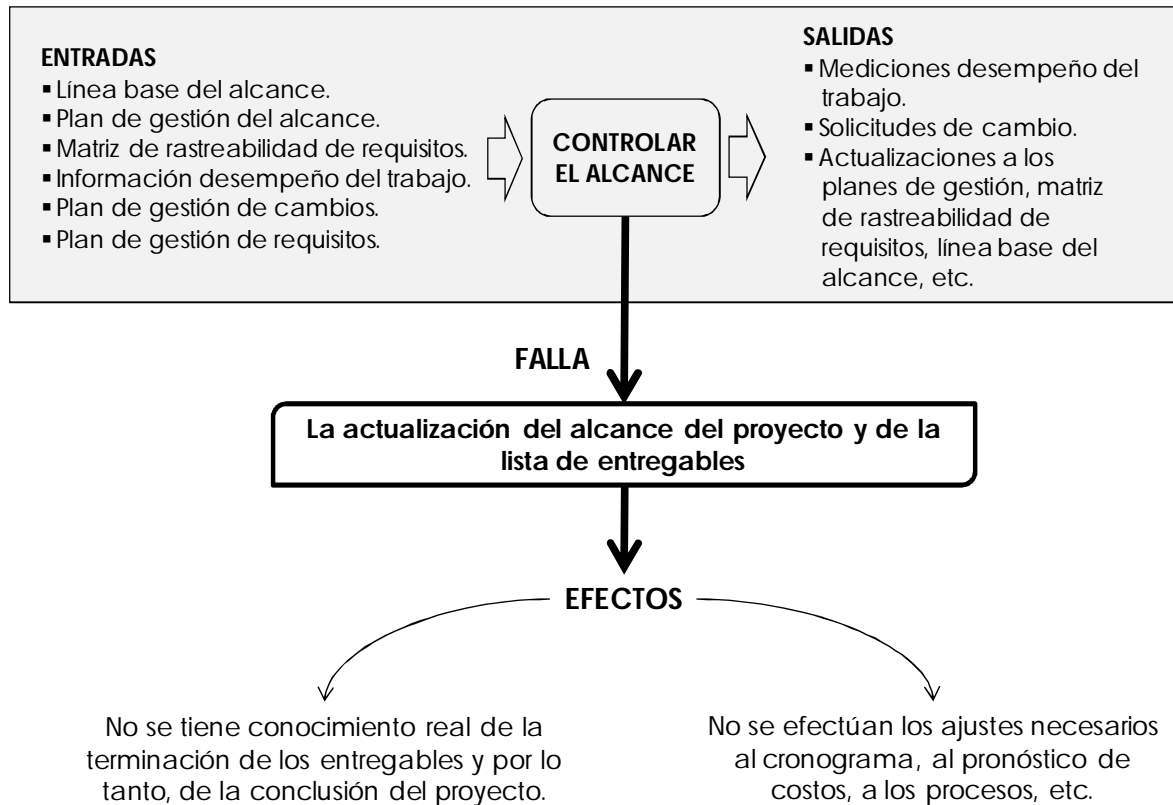 ENTRADAS
▪ Línea base del alcance.
▪ Plan de gestión del alcance.
▪ Matriz de rastreabilidad de requisitos.
▪ Información desempeño del trabajo.
▪ Plan de gestión de cambios.
▪ Plan de gestión de requisitos.
CONTROLAR
EL ALCANCE
SALIDAS
▪ Mediciones desempeño del
trabajo.
▪ Solicitudes de cambio.
▪ Actualizaciones a los
planes de gestión, matriz
de rastreabilidad de
requisitos, línea base del
alcance, etc.
FALLA
La actualización del alcance del proyecto y de la
lista de entregables
EFECTOS
No se tiene conocimiento real de la
terminación de los entregables y por lo
tanto, de la conclusión del proyecto.
No se efectúan los ajustes necesarios
al cronograma, al pronóstico de
costos, a los procesos, etc.